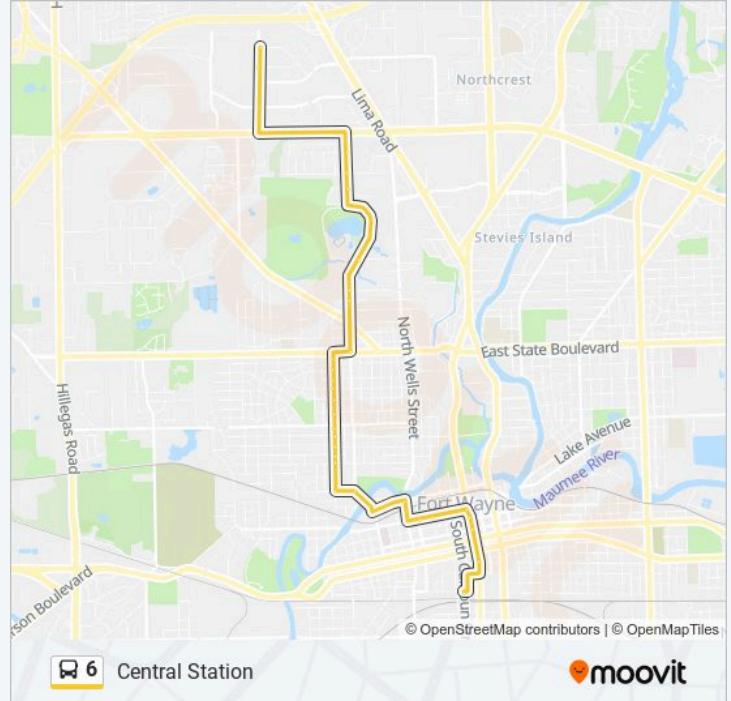 H
Northcrest
Lima Road
Stevies Island
North Wells Street
East State Boulevard
Hillegas Road
Lake Avenue
Maumee River
Fort Wayne
South C
oun
rson Boulevard
© OpenStreetMap contributors | © OpenMapTiles
6 Central Station
moovit